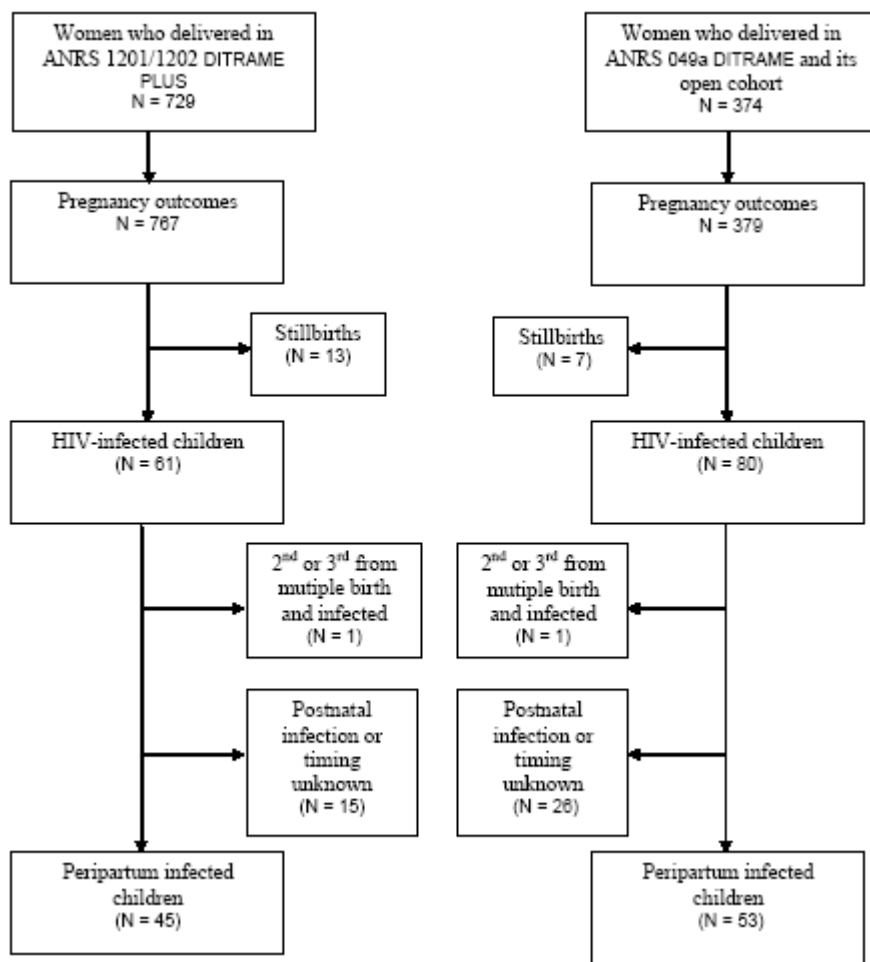 Women who delivered in
ANRS 1201/1202 DITRAME
PLUS
N = 729
Pregnancy outcomes
N = 767
Stillbirths
(N = 13)
HIV-infected children
(N = 61)
2nd or 3rd from
mutiple birth
and infected
(N = 1)
Postnatal
infection or
timing
unknown
(N = 15)
Peripartum infected
children
(N = 45)
Women who delivered in
ANRS 049a DITRAME and its
open cohort
N = 374
Pregnancy outcomes
N = 379
Stillbirths
(N = 7)
HIV-infected children
(N = 80)
2nd or 3rd from
mutiple birth
and infected
(N = 1)
Postnatal
infection or
timing
unknown
(N = 26)
Peripartum infected
children
(N = 53)